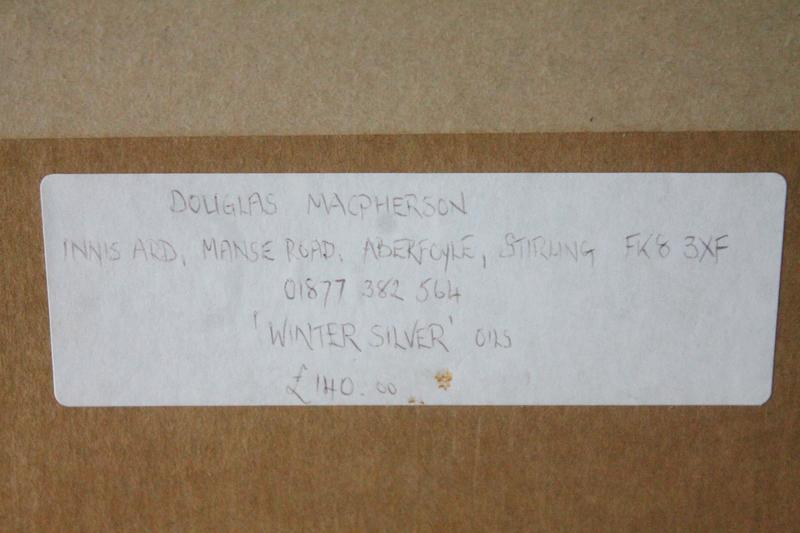 DOUGLAS MACPHERSON
INNIS ARD, MANSE ROAD, ABERFOYLE, STIRLING FK8 3XF
01877 382 564
'WINTER SILVER' OILS
£140.00